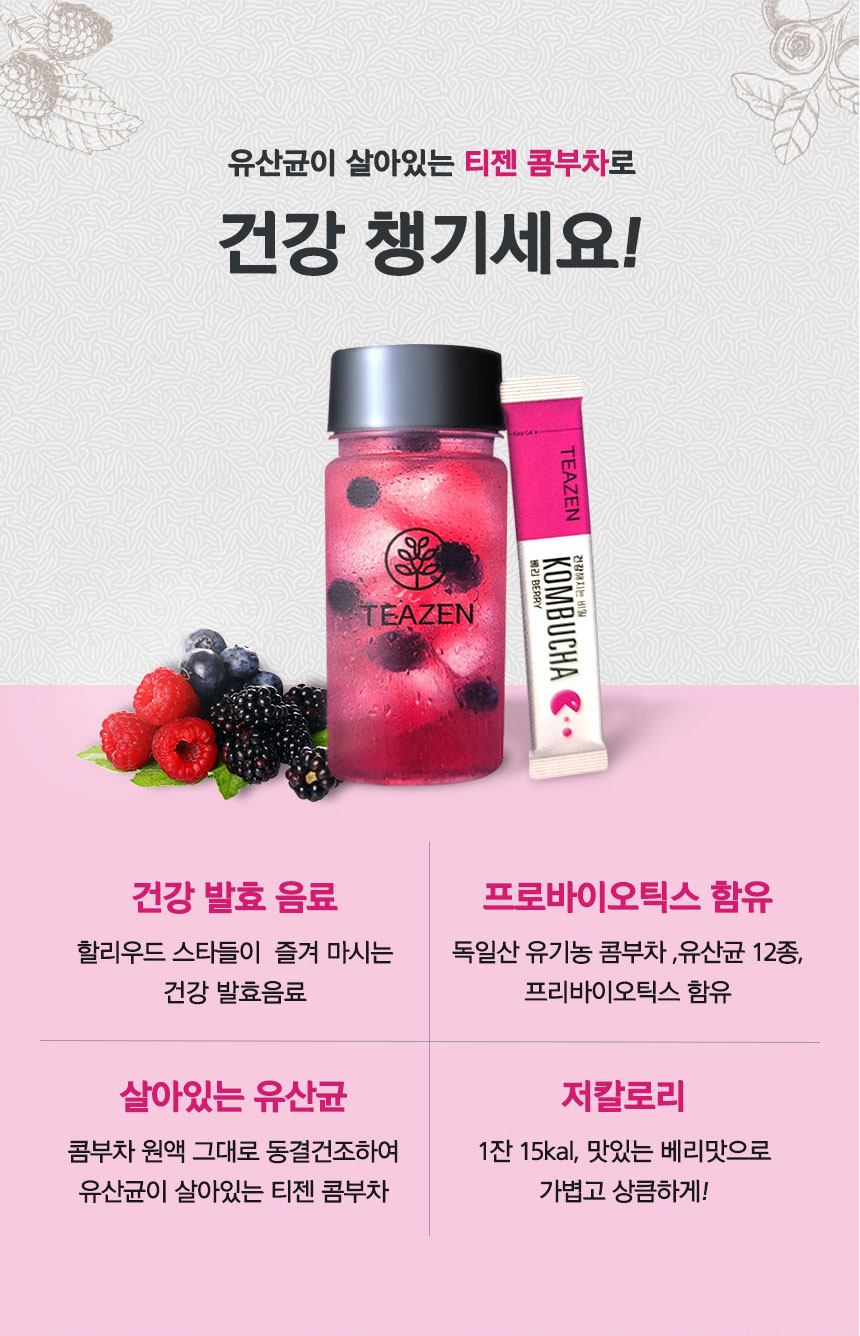 유산균이 살아있는 티젠 콤부차로
건강 챙기세요!
TEAZEN
TEAZEN
건강해지는 비밀
KOMBUCHA
베리 BERRY
건강 발효 음료
할리우드 스타들이 즐겨 마시는
건강 발효음료
프로바이오틱스 함유
독일산 유기농 콤부차 ,유산균 12종,
프리바이오틱스 함유
살아있는 유산균
콤부차 원액 그대로 동결건조하여
유산균이 살아있는 티젠 콤부차
저칼로리
1잔 15kal, 맛있는 베리맛으로
가볍고 상큼하게!